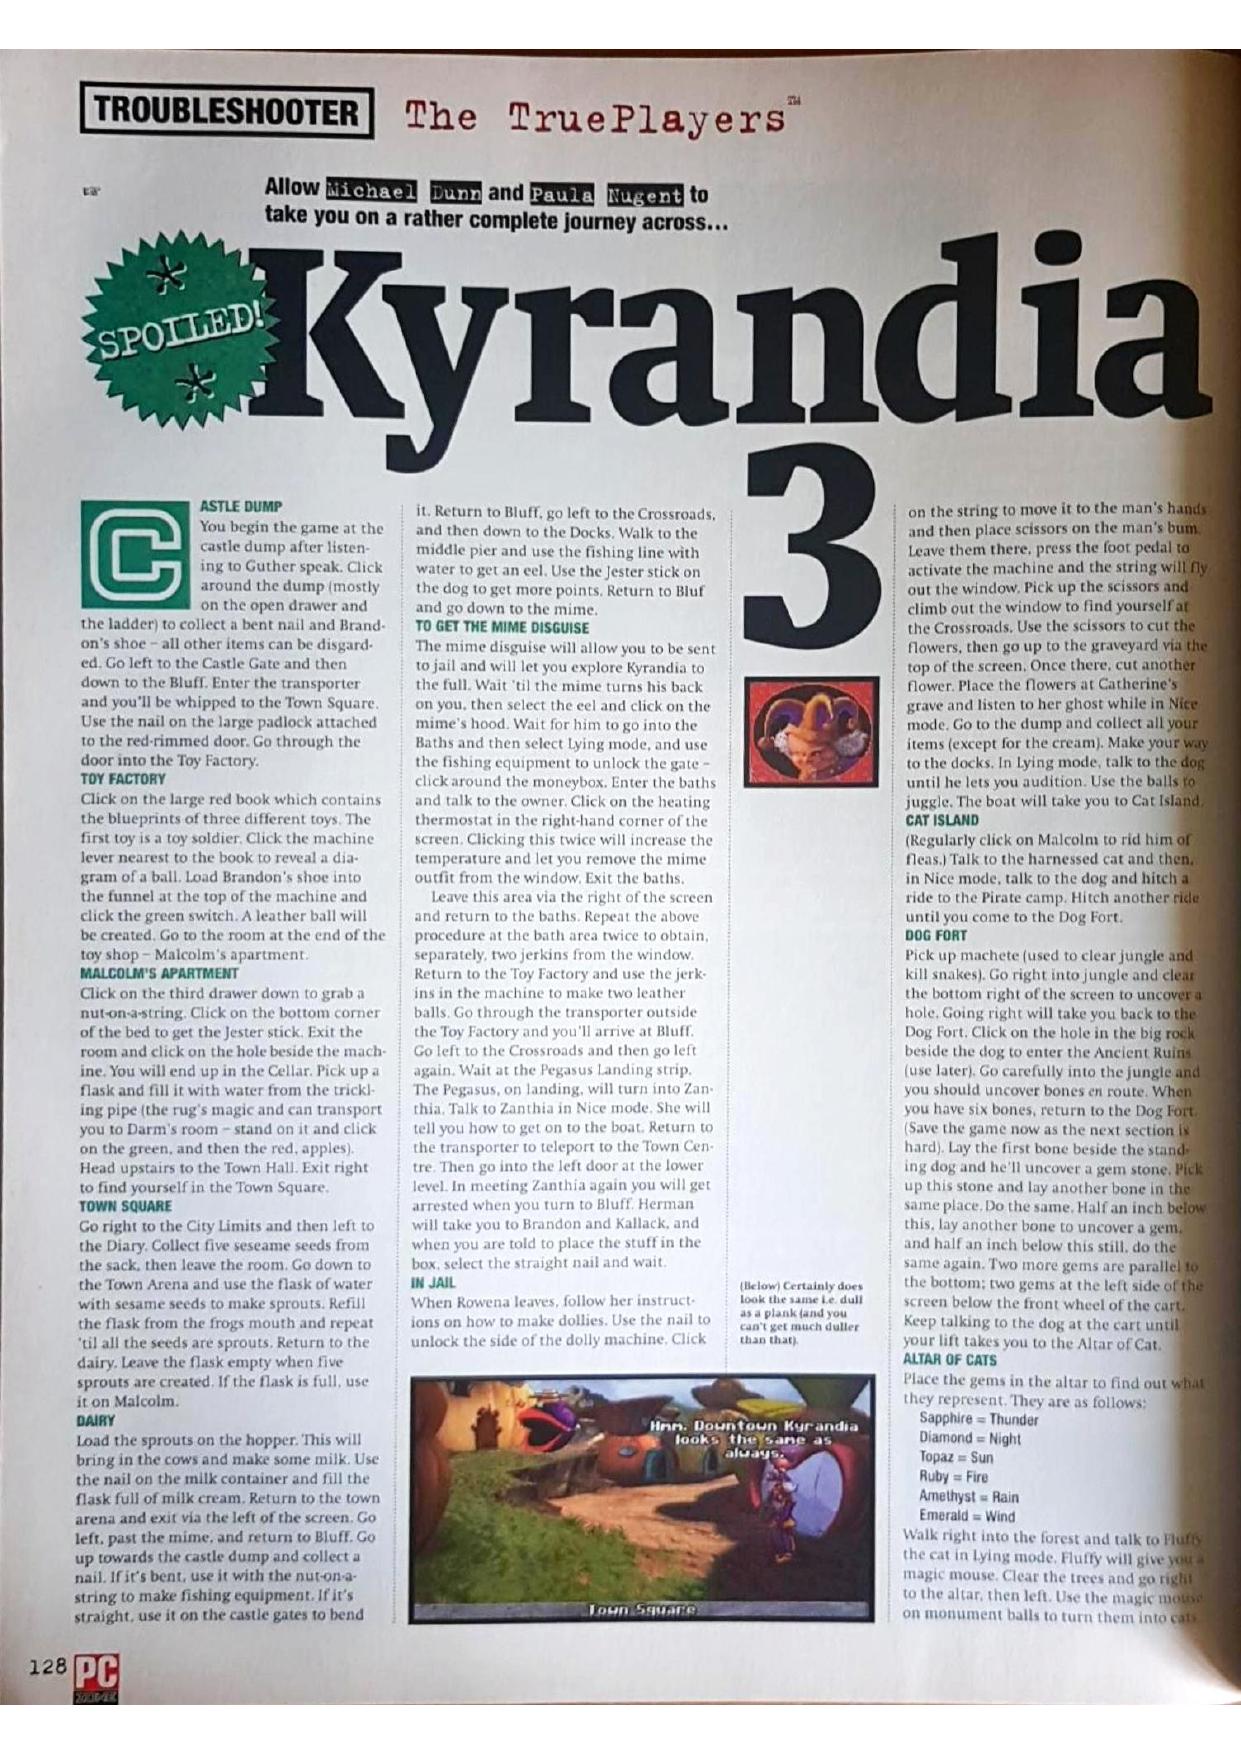 TROUBLESHOOTER
The TruePlayers™
Allow Michael Dunn and Paula Nugent to
take you on a rather complete journey across...
SPOILED!
Kyrandia
3
CASTLE DUMP
You begin the game at the
castle dump after listen-
ing to Guther speak. Click
around the dump (mostly
on the open drawer and
the ladder) to collect a bent nail and Brand-
on's shoe – all other items can be disgard-
ed. Go left to the Castle Gate and then
down to the Bluff. Enter the transporter
and you'll be whipped to the Town Square.
Use the nail on the large padlock attached
to the red-rimmed door. Go through the
door into the Toy Factory.
TOY FACTORY
Click on the large red book which contains
the blueprints of three different toys. The
first toy is a toy soldier. Click the machine
lever nearest to the book to reveal a dia-
gram of a ball. Load Brandon's shoe into
the funnel at the top of the machine and
click the green switch. A leather ball will
be created. Go to the room at the end of the
toy shop – Malcolm's apartment.
MALCOLM'S APARTMENT
Click on the third drawer down to grab a
nut-on-a-string. Click on the bottom corner
of the bed to get the Jester stick. Exit the
room and click on the hole beside the mach-
ine. You will end up in the Cellar. Pick up a
flask and fill it with water from the trickl-
ing pipe (the rug's magic and can transport
you to Darm's room – stand on it and click
on the green, and then the red, apples).
Head upstairs to the Town Hall. Exit right
to find yourself in the Town Square.
TOWN SQUARE
Go right to the City Limits and then left to
the Diary. Collect five seseame seeds from
the sack, then leave the room. Go down to
the Town Arena and use the flask of water
with sesame seeds to make sprouts. Refill
the flask from the frogs mouth and repeat
'til all the seeds are sprouts. Return to the
dairy. Leave the flask empty when five
sprouts are created. If the flask is full, use
it on Malcolm.
DAIRY
Load the sprouts on the hopper. This will
bring in the cows and make some milk. Use
the nail on the milk container and fill the
flask full of milk cream. Return to the town
arena and exit via the left of the screen. Go
left, past the mime, and return to Bluff. Go
up towards the castle dump and collect a
nail. If it's bent, use it with the nut-on-a-
string to make fishing equipment. If it's
straight, use it on the castle gates to bend
it. Return to Bluff, go left to the Crossroads,
and then down to the Docks. Walk to the
middle pier and use the fishing line with
water to get an eel. Use the Jester stick on
the dog to get more points. Return to Bluf
and go down to the mime.
TO GET THE MIME DISGUISE
The mime disguise will allow you to be sent
to jail and will let you explore Kyrandia to
the full. Wait 'til the mime turns his back
on you, then select the eel and click on the
mime's hood. Wait for him to go into the
Baths and then select Lying mode, and use
the fishing equipment to unlock the gate –
click around the moneybox. Enter the baths
and talk to the owner. Click on the heating
thermostat in the right-hand corner of the
screen. Clicking this twice will increase the
temperature and let you remove the mime
outfit from the window. Exit the baths.
Leave this area via the right of the screen
and return to the baths. Repeat the above
procedure at the bath area twice to obtain,
separately, two jerkins from the window.
Return to the Toy Factory and use the jerk-
ins in the machine to make two leather
balls. Go through the transporter outside
the Toy Factory and you'll arrive at Bluff.
Go left to the Crossroads and then go left
again. Wait at the Pegasus Landing strip.
The Pegasus, on landing, will turn into Zan-
thia. Talk to Zanthia in Nice mode. She will
tell you how to get on to the boat. Return to
the transporter to teleport to the Town Cen-
tre. Then go into the left door at the lower
level. In meeting Zanthia again you will get
arrested when you turn to Bluff. Herman
will take you to Brandon and Kallack, and
when you are told to place the stuff in the
box, select the straight nail and wait.
IN JAIL
When Rowena leaves, follow her instruct-
ions on how to make dollies. Use the nail to
unlock the side of the dolly machine. Click
(Below) Certainly does
look the same i.e. dull
as a plank (and you
can't get much duller
than that).
Hmm. Downtown Kyrandia
looks the same as
always.
Town Square
on the string to move it to the man's hands
and then place scissors on the man's bum.
Leave them there, press the foot pedal to
activate the machine and the string will fly
out the window. Pick up the scissors and
climb out the window to find yourself at
the Crossroads. Use the scissors to cut the
flowers, then go up to the graveyard via the
top of the screen. Once there, cut another
flower. Place the flowers at Catherine's
grave and listen to her ghost while in Nice
mode. Go to the dump and collect all your
items (except for the cream). Make your way
to the docks. In Lying mode, talk to the dog
until he lets you audition. Use the balls to
juggle. The boat will take you to Cat Island.
CAT ISLAND
(Regularly click on Malcolm to rid him of
fleas.) Talk to the harnessed cat and then,
in Nice mode, talk to the dog and hitch a
ride to the Pirate camp. Hitch another ride
until you come to the Dog Fort.
DOG FORT
Pick up machete (used to clear jungle and
kill snakes). Go right into jungle and clear
the bottom right of the screen to uncover a
hole. Going right will take you back to the
Dog Fort. Click on the hole in the big rock
beside the dog to enter the Ancient Ruins
(use later). Go carefully into the jungle and
you should uncover bones en route. When
you have six bones, return to the Dog Fort.
(Save the game now as the next section is
hard). Lay the first bone beside the stand-
ing dog and he'll uncover a gem stone. Pick
up this stone and lay another bone in the
same place. Do the same. Half an inch below
this, lay another bone to uncover a gem,
and half an inch below this still, do the
same again. Two more gems are parallel to
the bottom; two gems at the left side of the
screen below the front wheel of the cart.
Keep talking to the dog at the cart until
your lift takes you to the Altar of Cat.
ALTAR OF CATS
Place the gems in the altar to find out what
they represent. They are as follows:
Sapphire = Thunder
Diamond = Night
Topaz = Sun
Ruby = Fire
Amethyst = Rain
Emerald = Wind
Walk right into the forest and talk to Fluffy
the cat in Lying mode. Fluffy will give you a
magic mouse. Clear the trees and go right
to the altar, then left. Use the magic mouse
on monument balls to turn them into cats
128 PC
ZONE